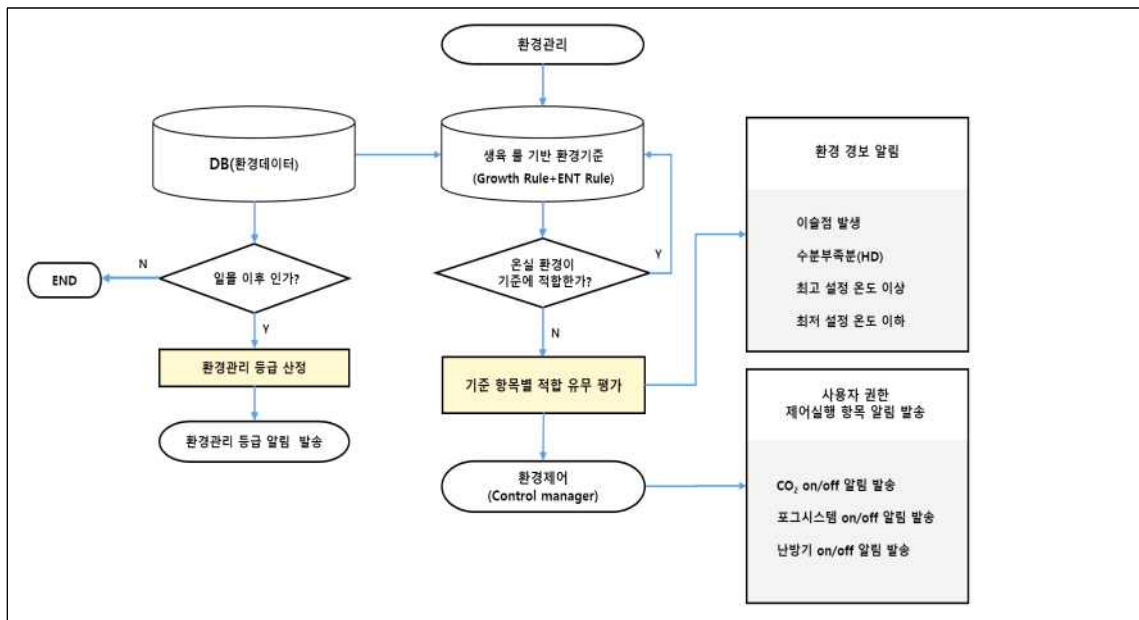 환경관리
DB(환경데이터)
생육 룰 기반 환경기준
(Growth Rule+ENT Rule)
일몰 이후 인가?
N
END
Y
환경관리 등급 산정
환경관리 등급 알림 발송
온실 환경이
기준에 적합한가?
Y
N
기준 항목별 적합 유무 평가
환경제어
(Control manager)
환경 경보 알림
이슬점 발생
수분부족분(HD)
최고 설정 온도 이상
최저 설정 온도 이하
사용자 권한
제어실행 항목 알림 발송
CO₂ on/off 알림 발송
포그시스템 on/off 알림 발송
난방기 on/off 알림 발송